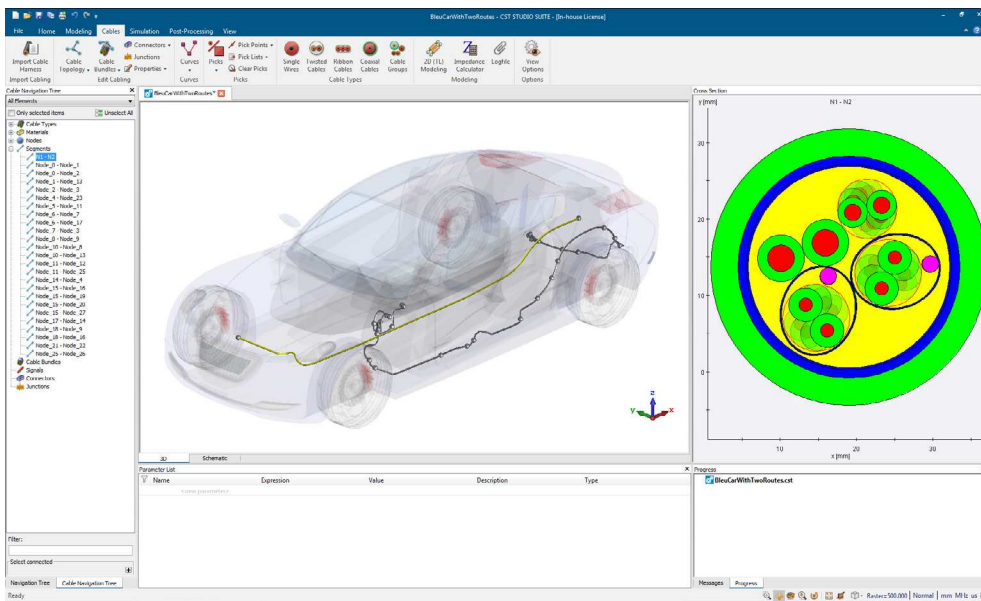 BleuCarWithTwoRoutes - CST STUDIO SUITE - [In-house License]
File Home Modeling Cables Simulation Post-Processing View
Import Cable Harness
Cable Topology
Cable Bundles
Connectors
Junctions
Properties
Curves
Picks
Pick Points
Pick Lists
Clear Picks
Single Wires
Twisted Cables
Ribbon Cables
Coaxial Cables
Cable Groups
2D (TL) Modeling
Impedance Calculator
Logfile
View Options
Import Cabling Edit Cabling Curves Picks Cable Types Modeling Options
Cable Navigation Tree
All Elements
Only selected items Unselect All
Cable Types
Materials
Nodes
Segments
N1 - N2
Node_0 - Node_1
Node_0 - Node_2
Node_1 - Node_13
Node_2 - Node_3
Node_4 - Node_23
Node_5 - Node_11
Node_6 - Node_7
Node_6 - Node_17
Node_7 - Node_3
Node_8 - Node_9
Node_10 - Node_8
Node_10 - Node_13
Node_11 - Node_12
Node_11 - Node_25
Node_14 - Node_4
Node_15 - Node_16
Node_15 - Node_19
Node_15 - Node_20
Node_15 - Node_27
Node_17 - Node_14
Node_18 - Node_9
Node_18 - Node_16
Node_21 - Node_22
Node_25 - Node_26
Cable Bundles
Signals
Connectors
Junctions
Filter:
Select connected
Navigation Tree Cable Navigation Tree
Ready
BleuCarWithTwoRoutes*
z
y
x
3D Schematic
Parameter List
Name Expression Value Description Type
Cross Section
y [mm] N1 - N2
30
20
10
0
10 20 30
x [mm]
Progress
BleuCarWithTwoRoutes.cst
Messages Progress
Raster=500.000 Normal mm MHz us